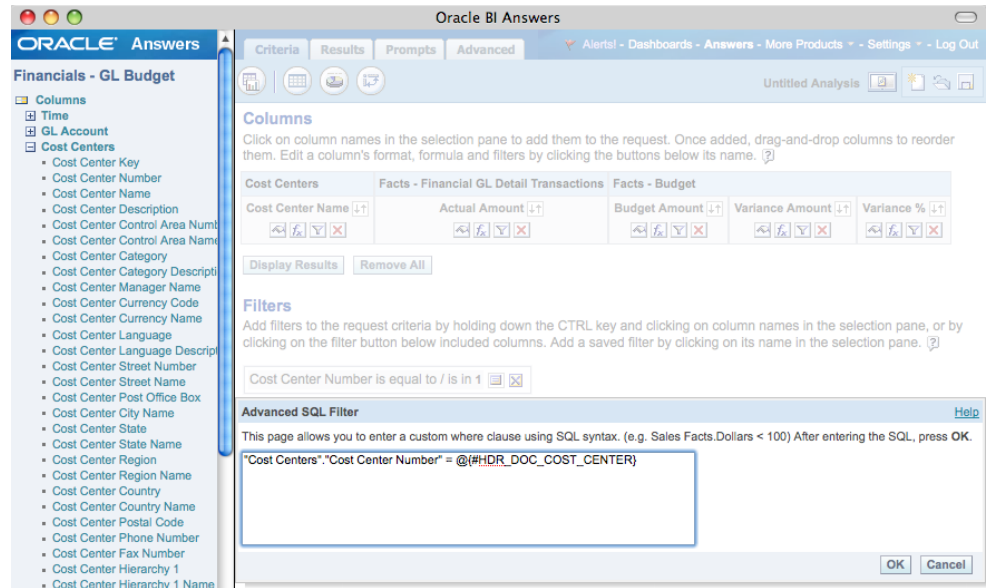 Oracle BI Answers
ORACLE Answers
Financials - GL Budget
Columns
Time
GL Account
Cost Centers
Cost Center Key
Cost Center Number
Cost Center Name
Cost Center Description
Cost Center Control Area Numb
Cost Center Control Area Name
Cost Center Category
Cost Center Category Descripti
Cost Center Manager Name
Cost Center Currency Code
Cost Center Currency Name
Cost Center Language
Cost Center Language Descript
Cost Center Street Number
Cost Center Street Name
Cost Center Post Office Box
Cost Center City Name
Cost Center State
Cost Center State Name
Cost Center Region
Cost Center Region Name
Cost Center Country
Cost Center Country Name
Cost Center Postal Code
Cost Center Phone Number
Cost Center Fax Number
Cost Center Hierarchy 1
Cost Center Hierarchy 1 Name
Criteria Results Prompts Advanced
Alerts! - Dashboards - Answers - More Products - Settings - Log Out
Untitled Analysis
Columns
Click on column names in the selection pane to add them to the request. Once added, drag-and-drop columns to reorder
them. Edit a column's format, formula and filters by clicking the buttons below its name. ?
Cost Centers Facts - Financial GL Detail Transactions Facts - Budget
Cost Center Name Actual Amount Budget Amount Variance Amount Variance %
Display Results Remove All
Filters
Add filters to the request criteria by holding down the CTRL key and clicking on column names in the selection pane, or by
clicking on the filter button below included columns. Add a saved filter by clicking on its name in the selection pane. ?
Cost Center Number is equal to / is in 1
Advanced SQL Filter Help
This page allows you to enter a custom where clause using SQL syntax. (e.g. Sales Facts.Dollars < 100) After entering the SQL, press OK.
"Cost Centers"."Cost Center Number" = @{#HDR_DOC_COST_CENTER}
OK Cancel